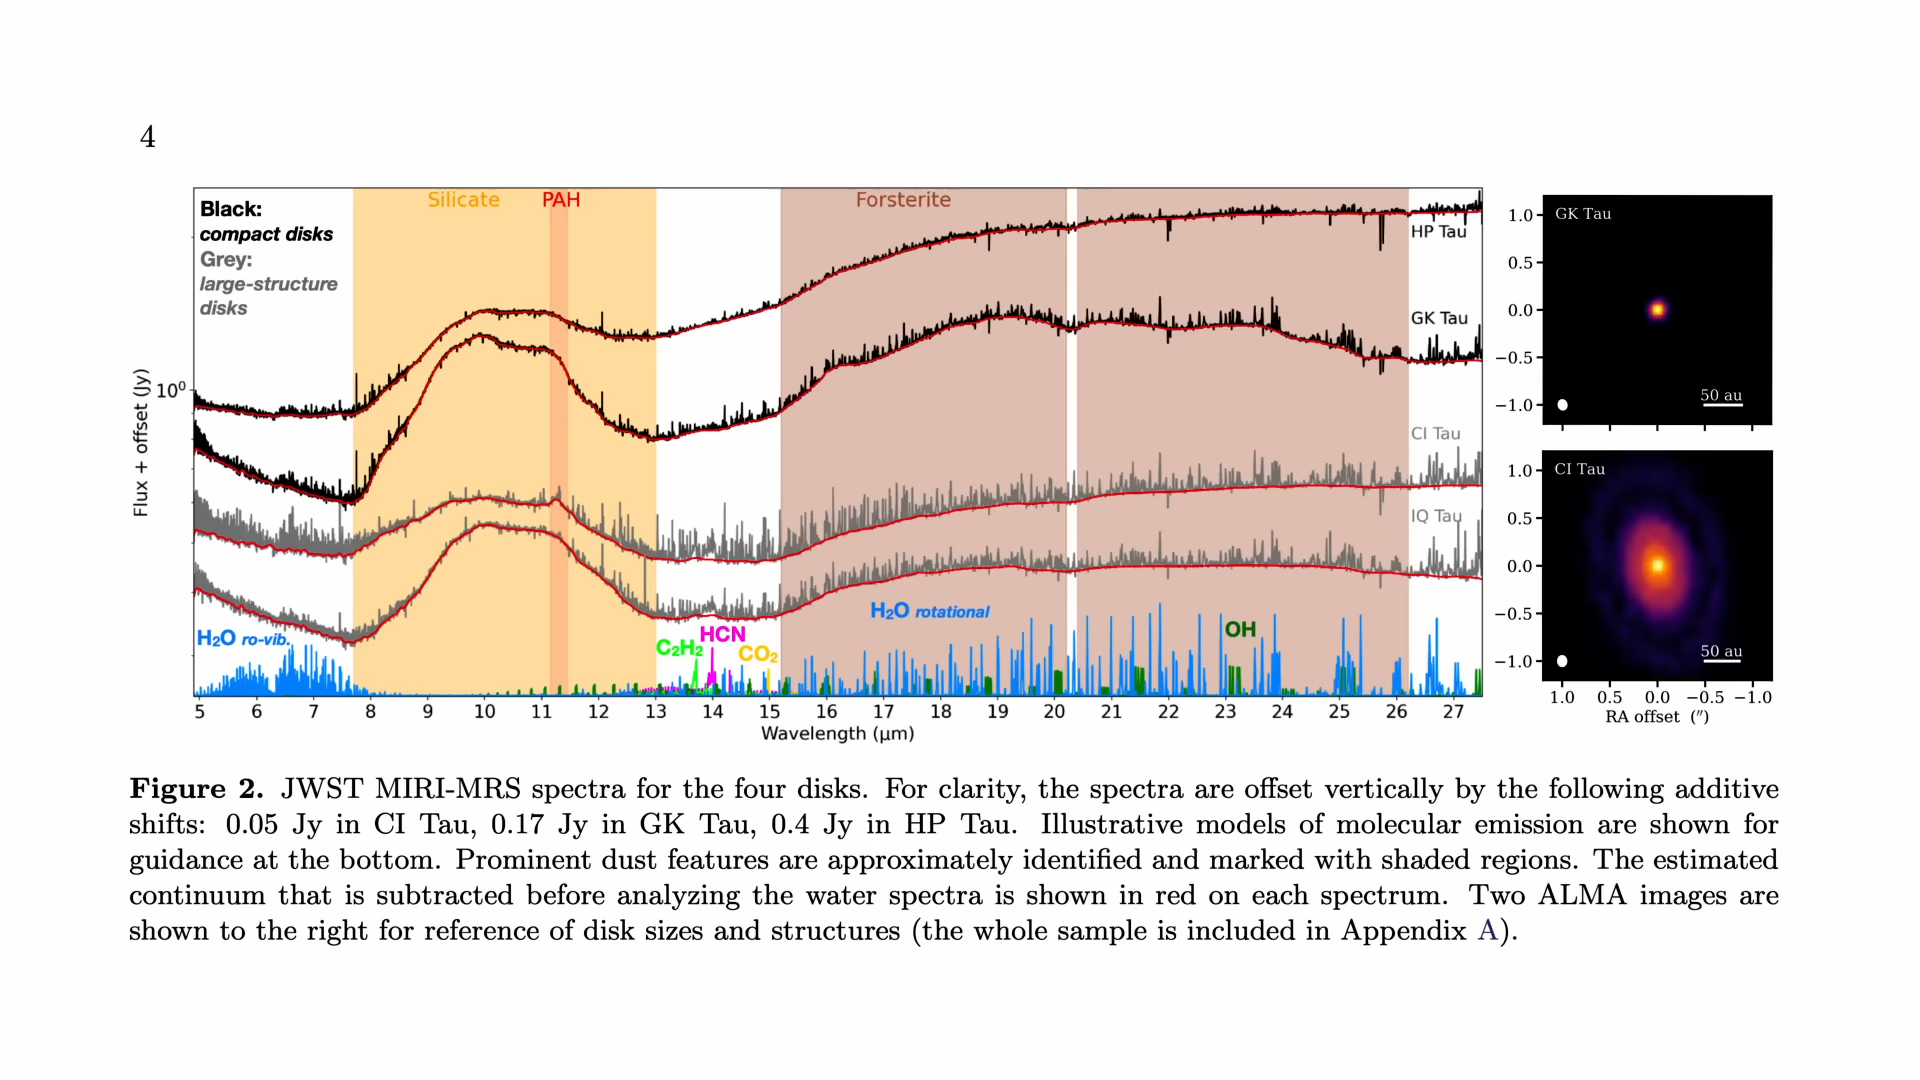 4
Silicate
PAH
Forsterite
Black:
compact disks
Grey:
large-structure
disks
HP Tau
GK Tau
CI Tau
IQ Tau
H₂O ro-vib.
C₂H₂
HCN
CO₂
H₂O rotational
OH
10⁰
Flux + offset (Jy)
5 6 7 8 9 10 11 12 13 14 15 16 17 18 19 20 21 22 23 24 25 26 27
Wavelength (μm)
GK Tau
1.0
0.5
0.0
−0.5
−1.0
50 au
CI Tau
1.0
0.5
0.0
−0.5
−1.0
50 au
1.0 0.5 0.0 −0.5 −1.0
RA offset (″)
Figure 2. JWST MIRI-MRS spectra for the four disks. For clarity, the spectra are offset vertically by the following additive
shifts: 0.05 Jy in CI Tau, 0.17 Jy in GK Tau, 0.4 Jy in HP Tau. Illustrative models of molecular emission are shown for
guidance at the bottom. Prominent dust features are approximately identified and marked with shaded regions. The estimated
continuum that is subtracted before analyzing the water spectra is shown in red on each spectrum. Two ALMA images are
shown to the right for reference of disk sizes and structures (the whole sample is included in Appendix A).